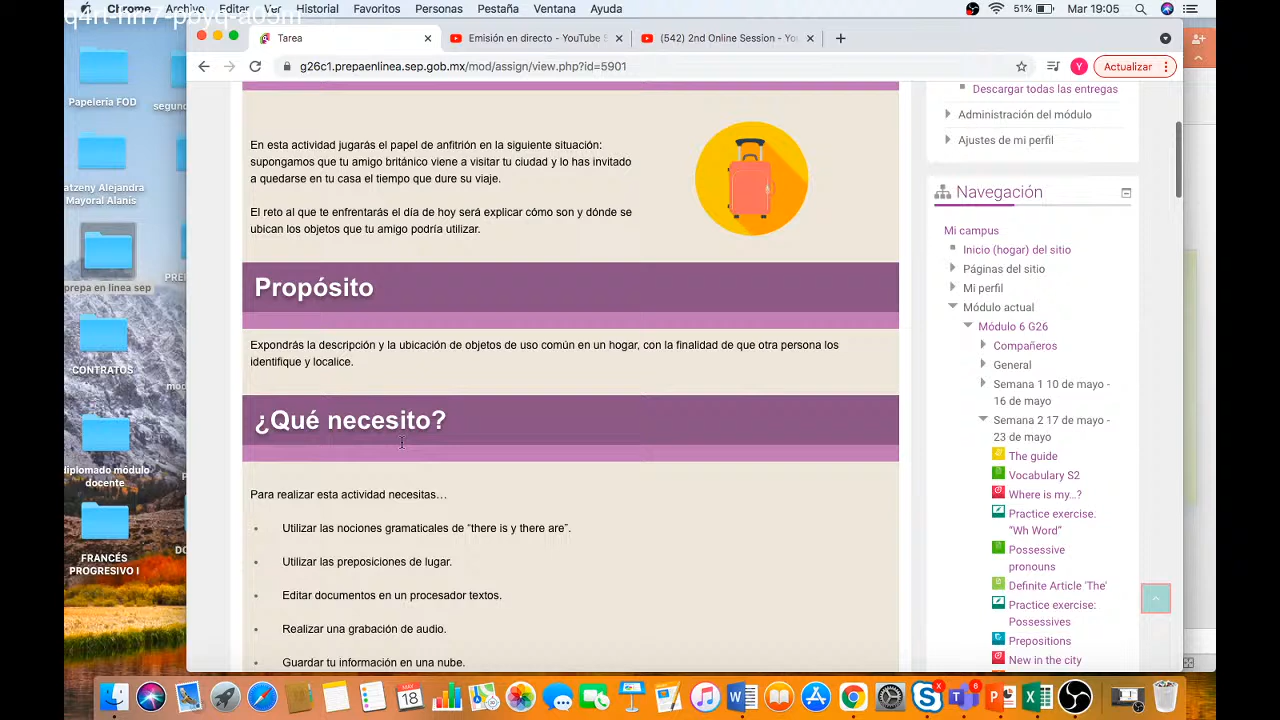 Chrome Archivo Editar Ver Historial Favoritos Personas Pestaña Ventana Ayuda
51% Mar 19:05
Tarea
Emisión en directo - YouTube S
(542) 2nd Online Session - You
g26c1.prepaenlinea.sep.gob.mx/mod/assign/view.php?id=5901
Y
Actualizar
Papelería FOD
segund
atzeny Alejandra
Mayoral Alanís
prepa en linea sep
CONTRATOS
diplomado módulo
docente
FRANCÉS
PROGRESIVO I
En esta actividad jugarás el papel de anfitrión en la siguiente situación:
supongamos que tu amigo británico viene a visitar tu ciudad y lo has invitado
a quedarse en tu casa el tiempo que dure su viaje.
El reto al que te enfrentarás el día de hoy será explicar cómo son y dónde se
ubican los objetos que tu amigo podría utilizar.
Propósito
Expondrás la descripción y la ubicación de objetos de uso común en un hogar, con la finalidad de que otra persona los
identifique y localice.
¿Qué necesito?
Para realizar esta actividad necesitas…
Utilizar las nociones gramaticales de “there is y there are”.
Utilizar las preposiciones de lugar.
Editar documentos en un procesador textos.
Realizar una grabación de audio.
Guardar tu información en una nube.
Descargar todas las entregas
Administración del módulo
Ajustes de mi perfil
Navegación
Mi campus
Inicio (hogar) del sitio
Páginas del sitio
Mi perfil
Módulo actual
Módulo 6 G26
Compañeros
General
Semana 1 10 de mayo -
16 de mayo
Semana 2 17 de mayo -
23 de mayo
The guide
Vocabulary S2
Where is my…?
Practice exercise.
“Wh Word”
Possessive
pronouns
Definite Article 'The'
Practice exercise:
Possessives
Prepositions
New in the city
MAY
18
6